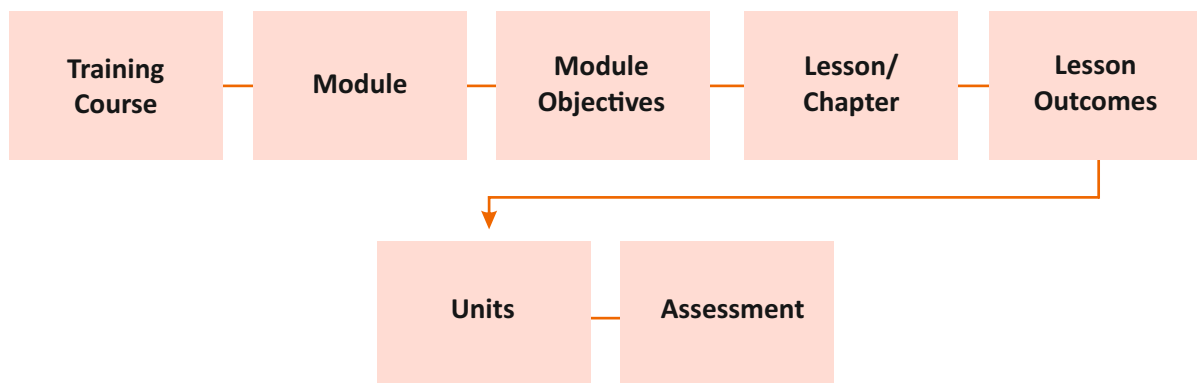 Training
Course
Module
Module
Objectives
Lesson/
Chapter
Lesson
Outcomes
Units
Assessment